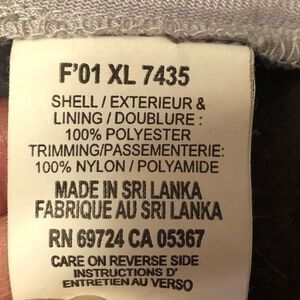 F'01 XL 7435
SHELL / EXTERIEUR &
LINING / DOUBLURE :
100% POLYESTER
TRIMMING/PASSEMENTERIE:
100% NYLON / POLYAMIDE
MADE IN SRI LANKA
FABRIQUE AU SRI LANKA
RN 69724 CA 05367
CARE ON REVERSE SIDE
INSTRUCTIONS D'
ENTRETIEN AU VERSO